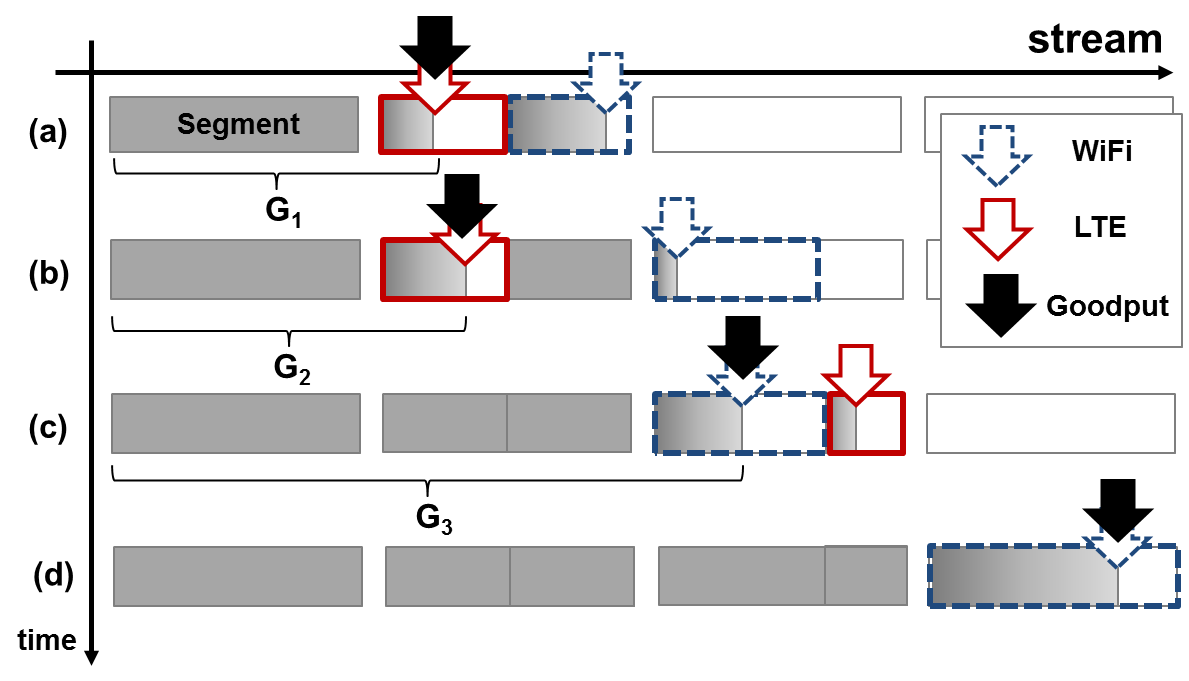 stream
(a)
Segment
WiFi
G1
LTE
(b)
Goodput
G2
(c)
G3
(d)
time